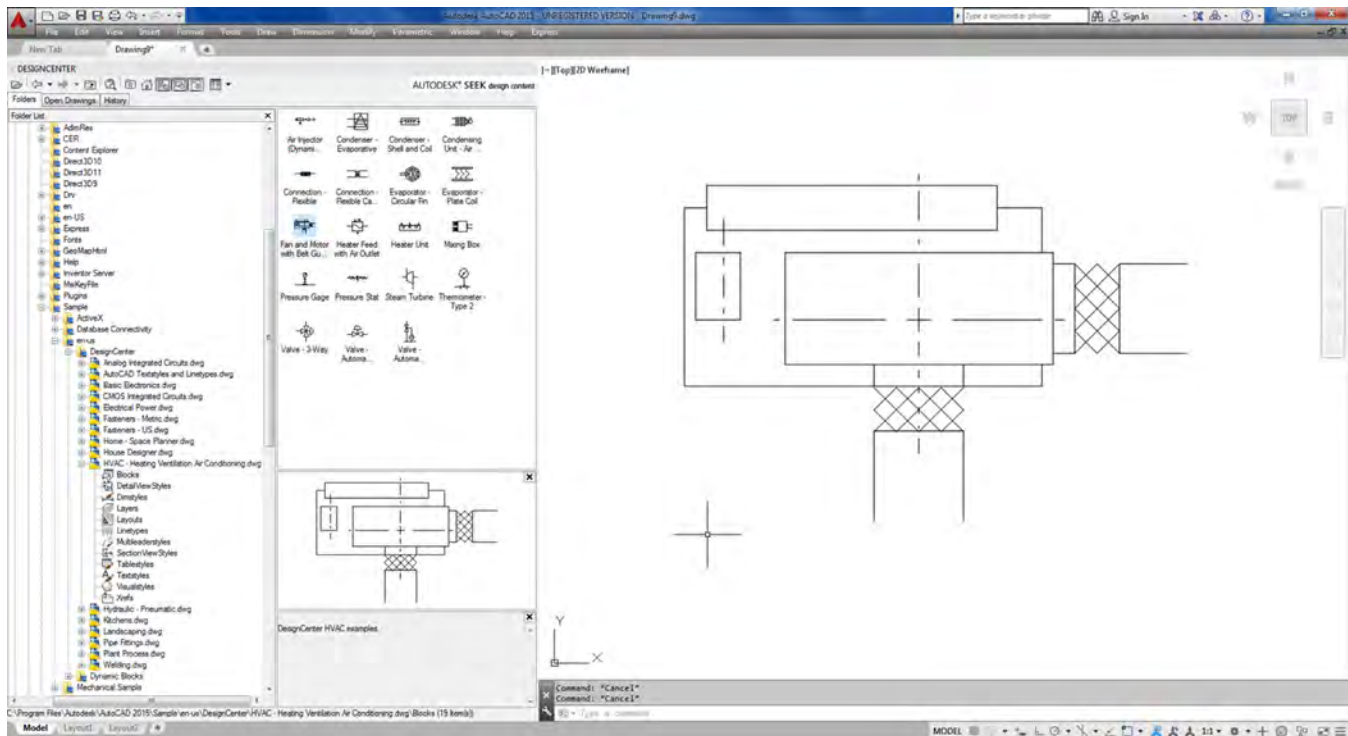 Autodesk AutoCAD 2015 - UNREGISTERED VERSION Drawing9.dwg
Type a keyword or phrase
Sign In
File Edit View Insert Format Tools Draw Dimension Modify Parametric Window Help Express
New Tab
Drawing9*
DESIGNCENTER
AUTODESK® SEEK design content
Folders Open Drawings History
Folder List
AdmRes
CER
Content Explorer
Direct3D10
Direct3D11
Direct3D9
Drv
en
en-US
Express
Fonts
GeoMapHtml
Help
Inventor Server
MeKeyFile
Plugins
Sample
ActiveX
Database Connectivity
en-us
DesignCenter
Analog Integrated Circuits.dwg
AutoCAD Textstyles and Linetypes.dwg
Basic Electronics.dwg
CMOS Integrated Circuits.dwg
Electrical Power.dwg
Fasteners - Metric.dwg
Fasteners - US.dwg
Home - Space Planner.dwg
House Designer.dwg
HVAC - Heating Ventilation Air Conditioning.dwg
Blocks
DetailViewStyles
Dimstyles
Layers
Layouts
Linetypes
Multileaderstyles
SectionViewStyles
Tablestyles
Textstyles
Visualstyles
Xrefs
Hydraulic - Pneumatic.dwg
Kitchens.dwg
Landscaping.dwg
Pipe Fittings.dwg
Plant Process.dwg
Welding.dwg
Dynamic Blocks
Mechanical Sample
Air Injector Condenser - Condenser - Condensing
(Dynami... Evaporative Shell and Coil Unit - Air ...
Connection - Connection - Evaporator - Evaporator -
Flexible Flexible Ca... Circular Fin Plate Coil
Fan and Motor Heater Feed Heater Unit Mixing Box
with Belt Gu... with Air Outlet
Pressure Gage Pressure Stat Steam Turbine Thermometer -
Type 2
Valve - 3-Way Valve - Valve -
Automa... Automa...
DesignCenter HVAC examples
[-][Top][2D Wireframe]
N
W TOP E
S
Y
X
Command: *Cancel*
Command: *Cancel*
Type a command
C:\Program Files\Autodesk\AutoCAD 2015\Sample\en-us\DesignCenter\HVAC - Heating Ventilation Air Conditioning.dwg\Blocks (19 Item(s))
Model Layout1 Layout2
MODEL
1:1